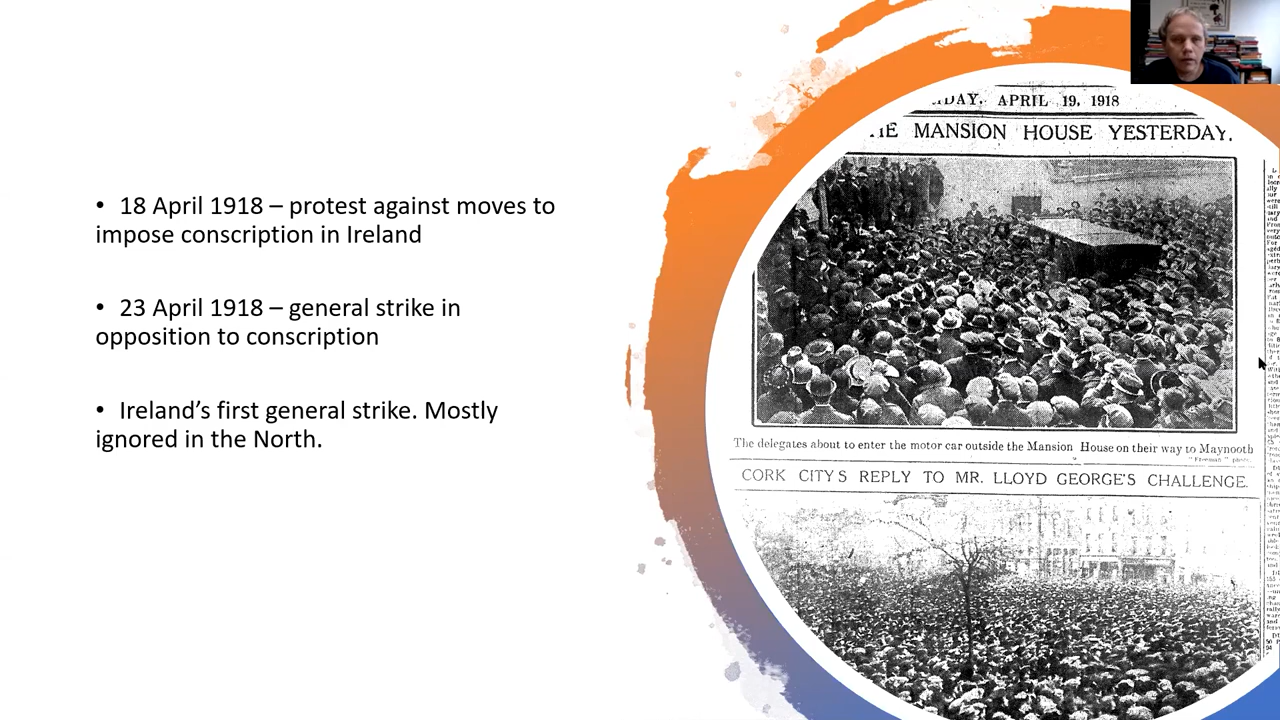 • 18 April 1918 – protest against moves to
impose conscription in Ireland
• 23 April 1918 – general strike in
opposition to conscription
• Ireland’s first general strike. Mostly
ignored in the North.
APRIL 19, 1918
MANSION HOUSE YESTERDAY.
The delegates about to enter the motor car outside the Mansion House on their way to Maynooth
"Freeman" photo.
CORK CITY'S REPLY TO MR. LLOYD GEORGE'S CHALLENGE.